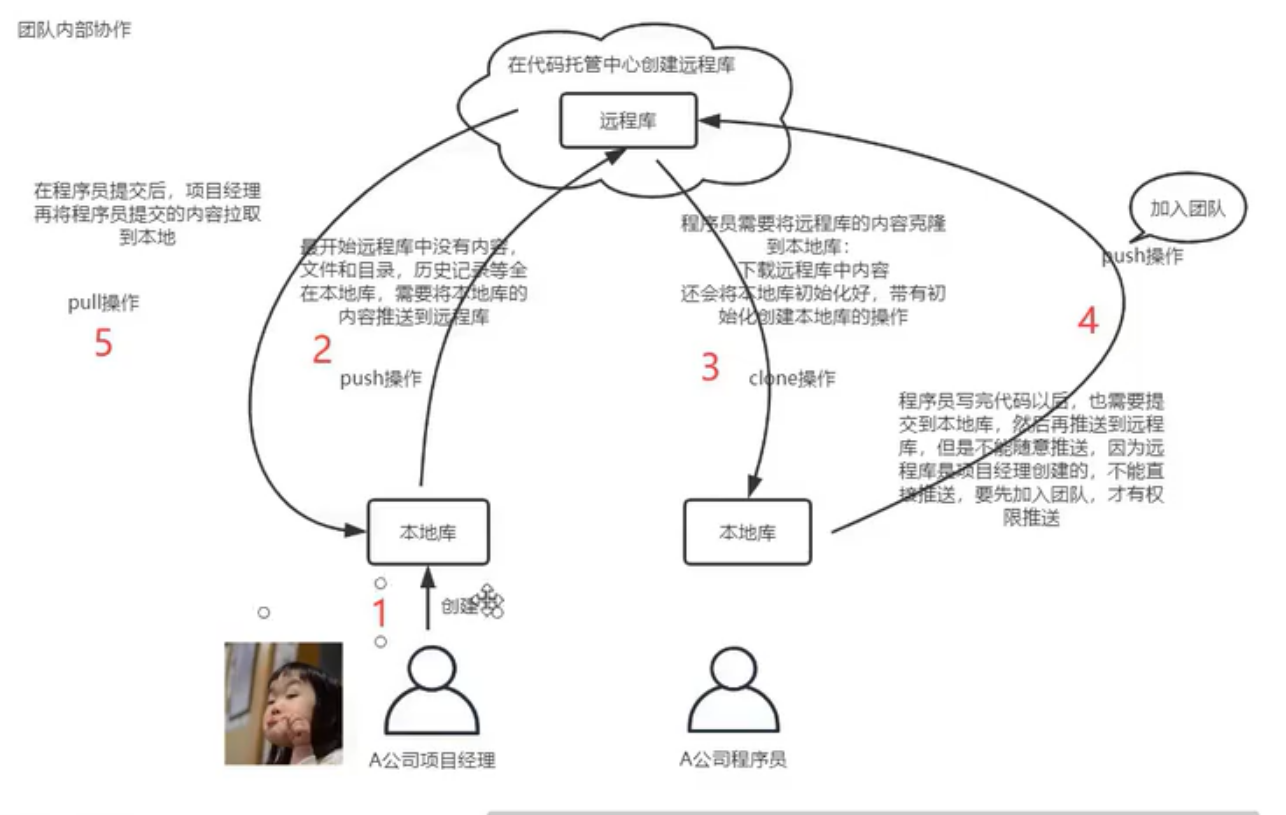 团队内部协作
在代码托管中心创建远程库
远程库
在程序员提交后，项目经理
再将程序员提交的内容拉取
到本地
pull操作
5
最开始远程库中没有内容，
文件和目录，历史记录等全
在本地库，需要将本地库的
内容推送到远程库
2
push操作
程序员需要将远程库的内容克隆
到本地库：
下载远程库中内容
还会将本地库初始化好，带有初
始化创建本地库的操作
3
clone操作
加入团队
push操作
4
程序员写完代码以后，也需要提
交到本地库，然后再推送到远程
库，但是不能随意推送，因为远
程库是项目经理创建的，不能直
接推送，要先加入团队，才有权
限推送
本地库
本地库
1
创建
A公司项目经理
A公司程序员